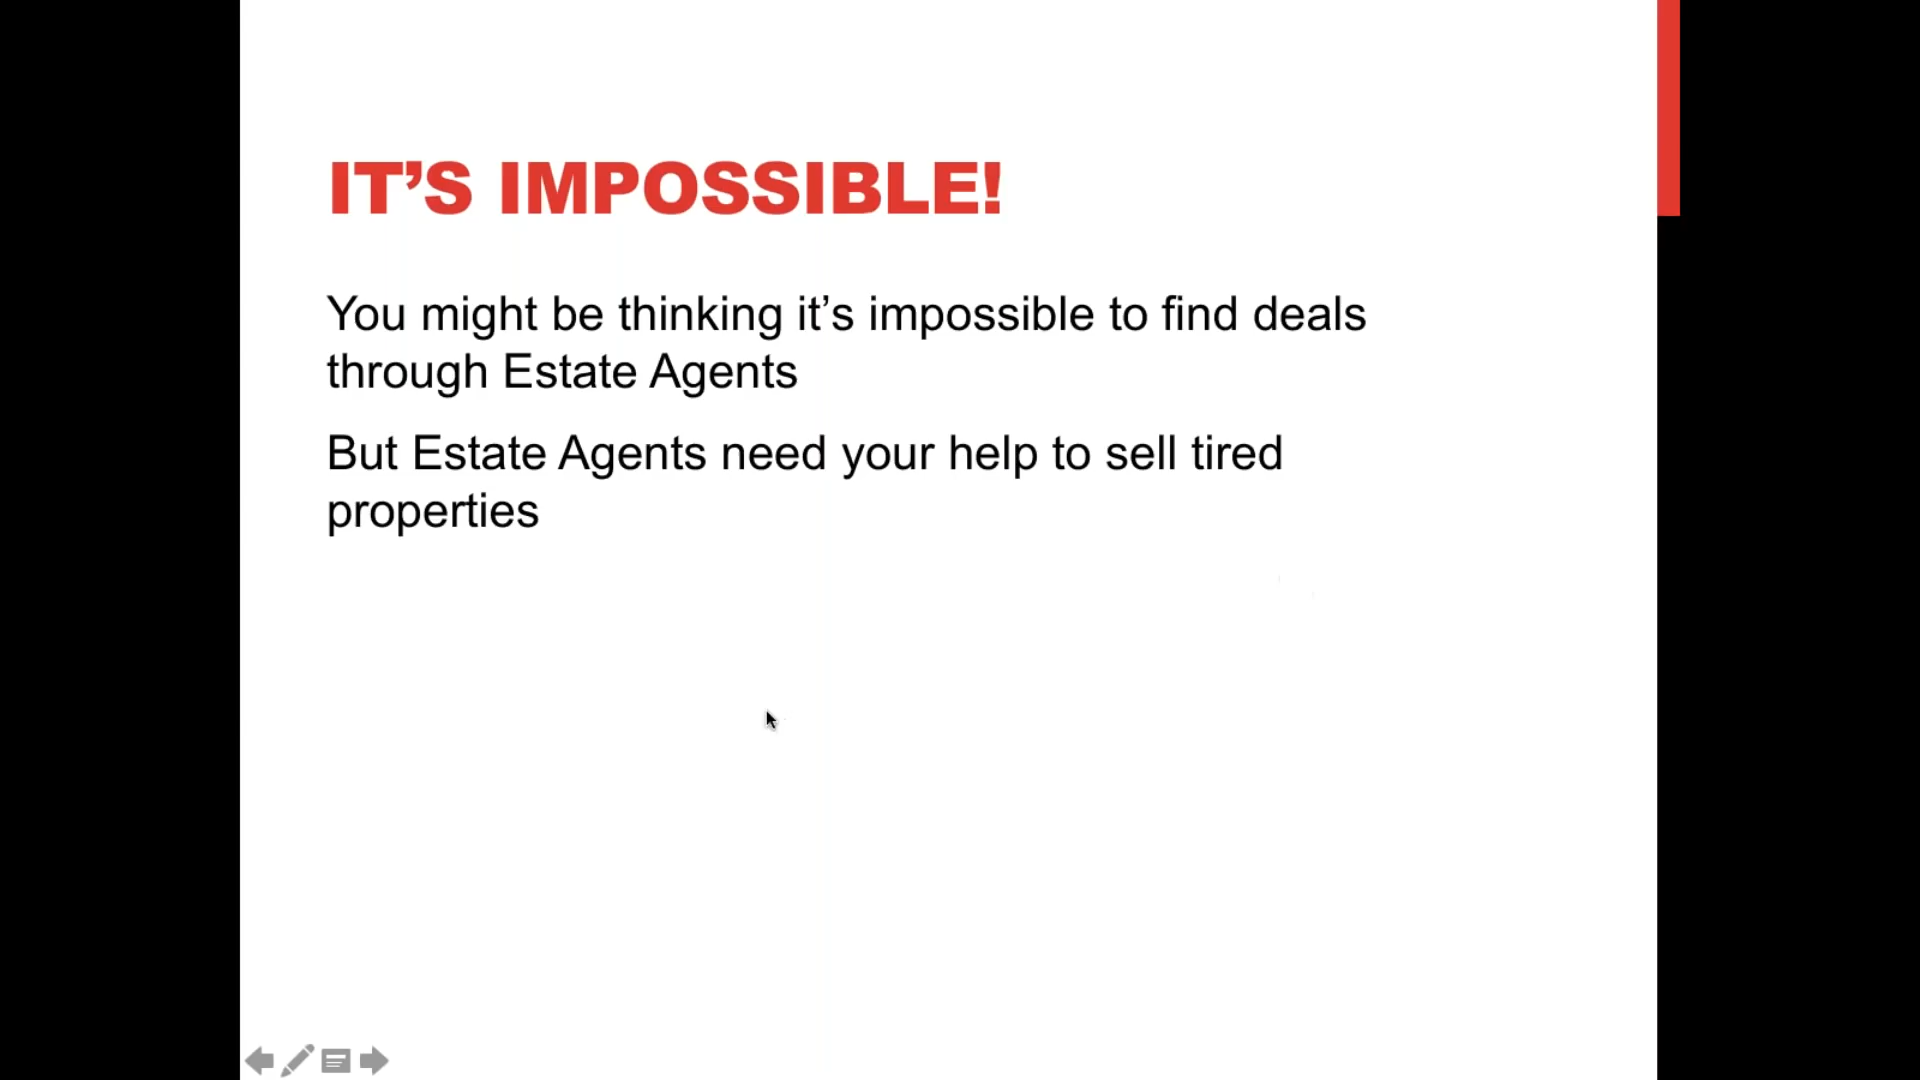 IT’S IMPOSSIBLE!
You might be thinking it’s impossible to find deals
through Estate Agents
But Estate Agents need your help to sell tired
properties